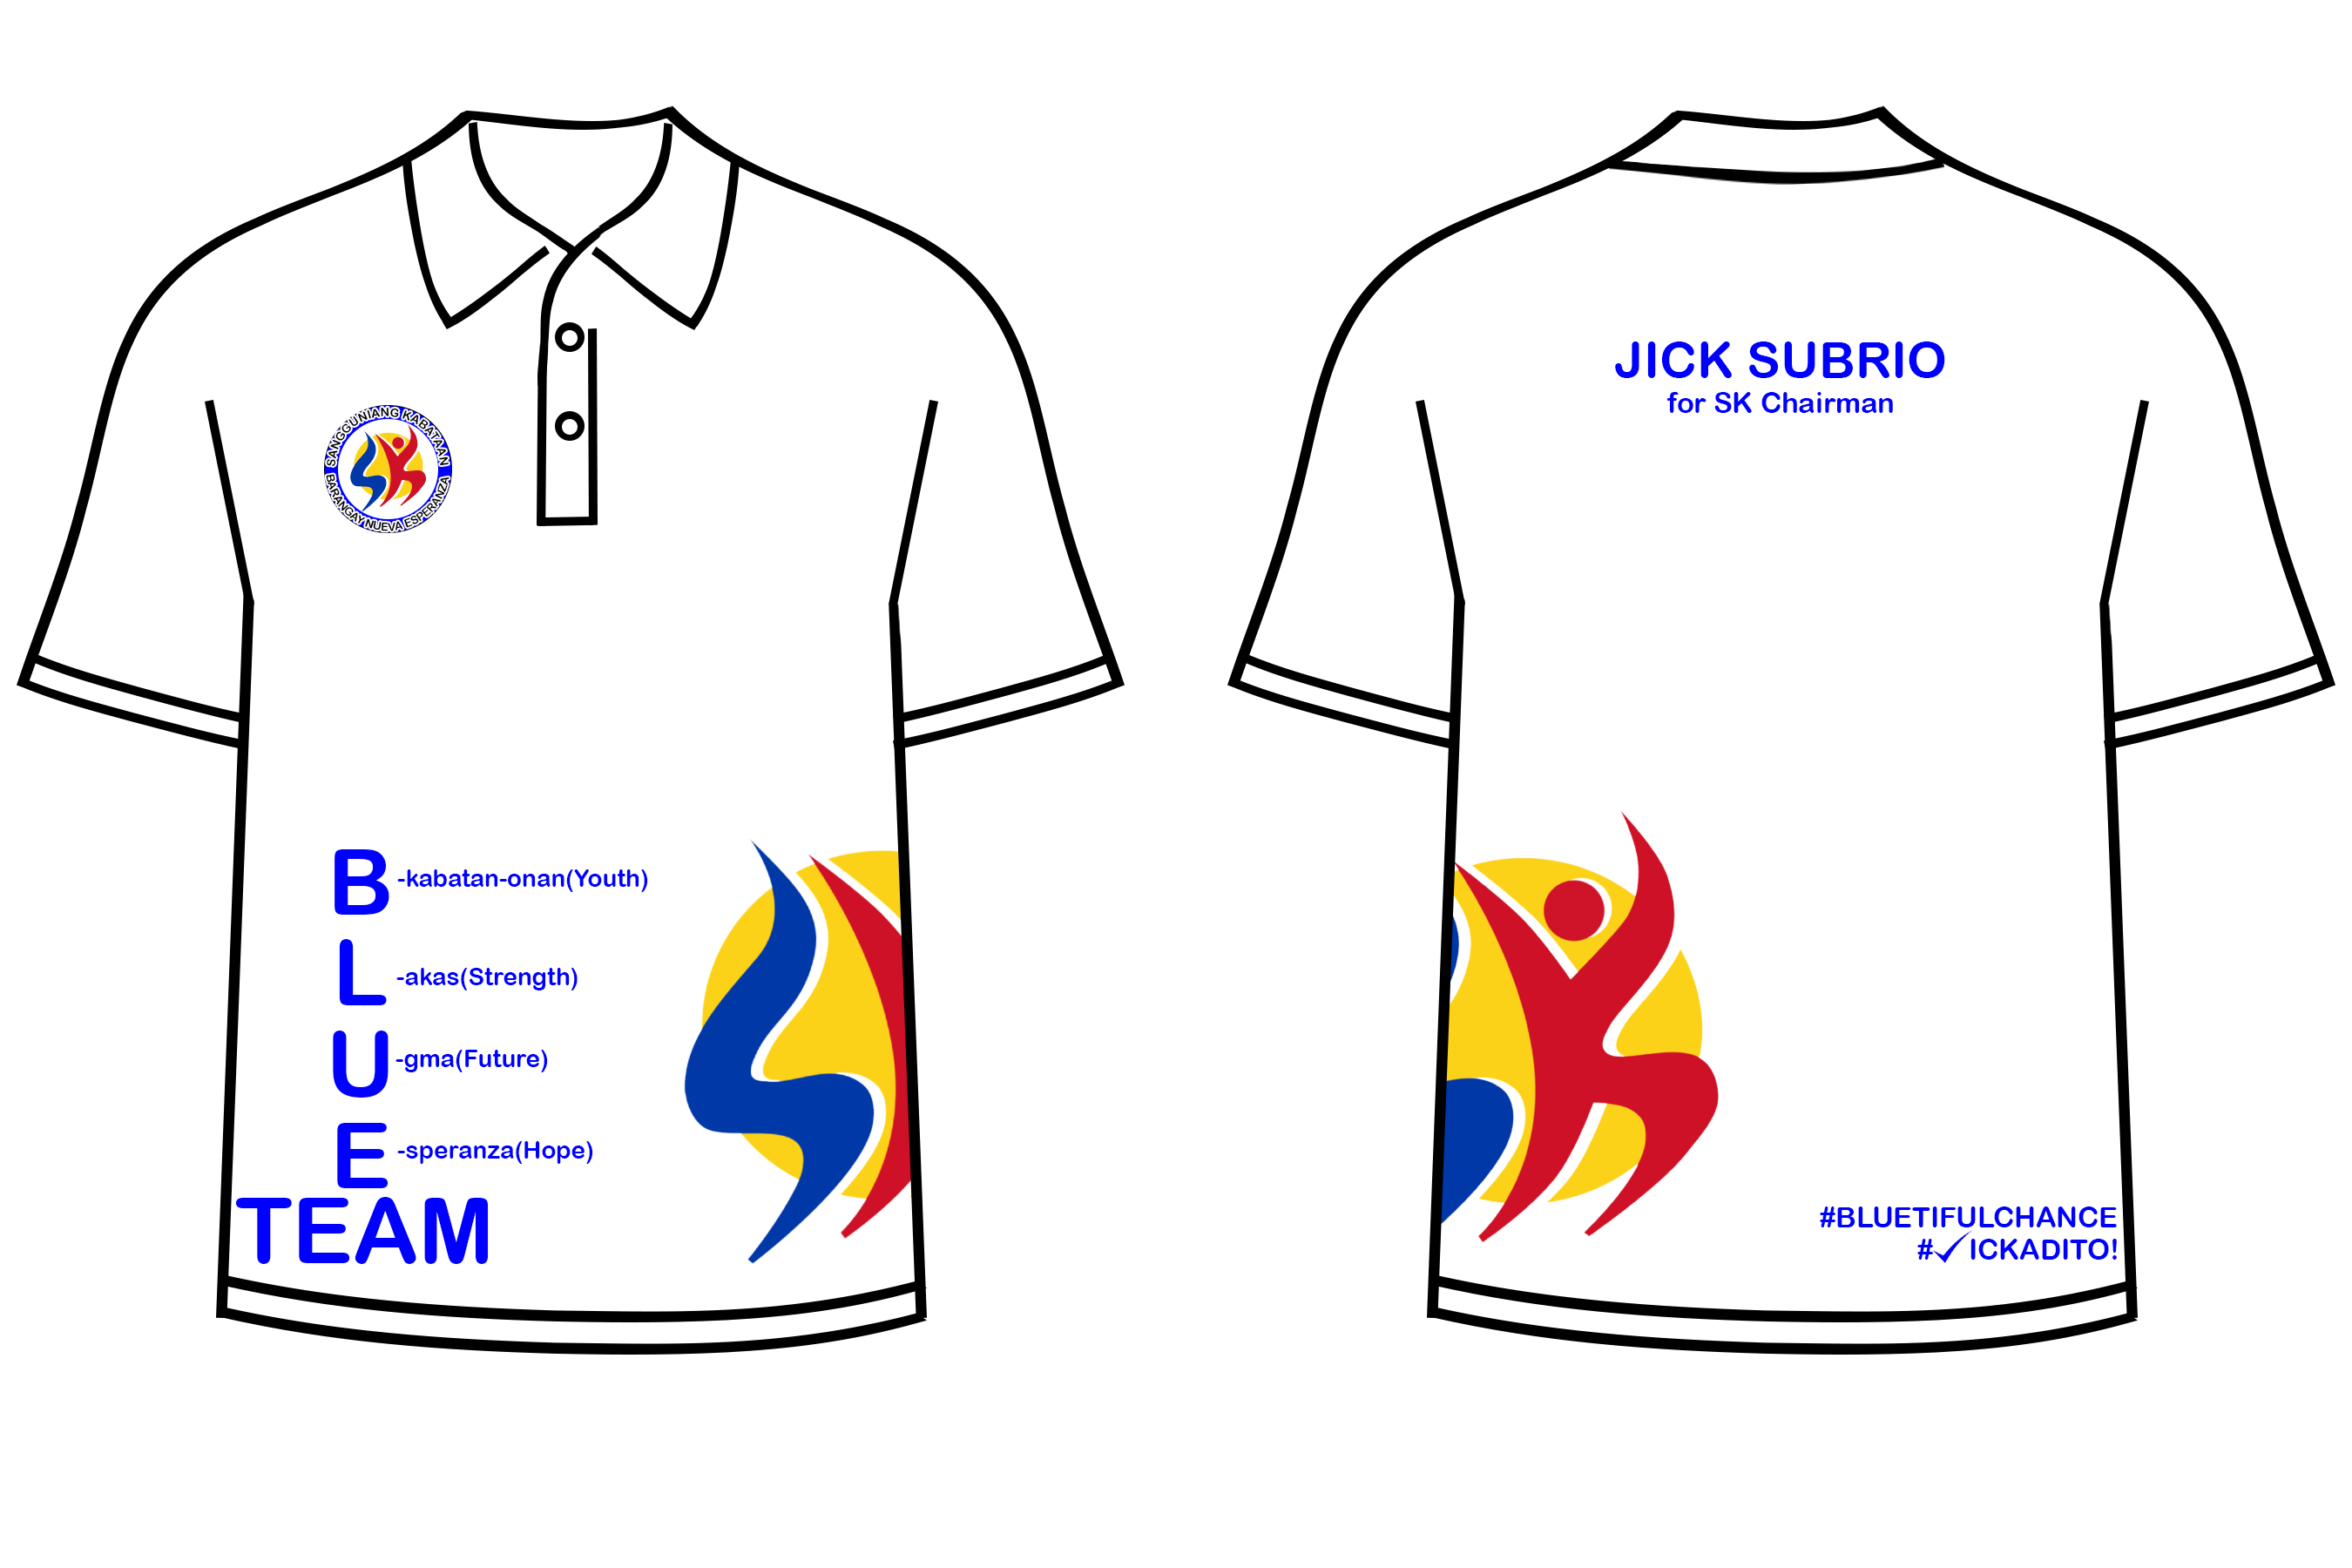 SANGGUNIANG KABATAAN
BARANGAY NUEVA ESPERANZA
B -kabatan-onan(Youth)
L -akas(Strength)
U -gma(Future)
E -speranza(Hope)
TEAM
JICK SUBRIO
for SK Chairman
#BLUETIFULCHANCE
#✓ICKADITO!